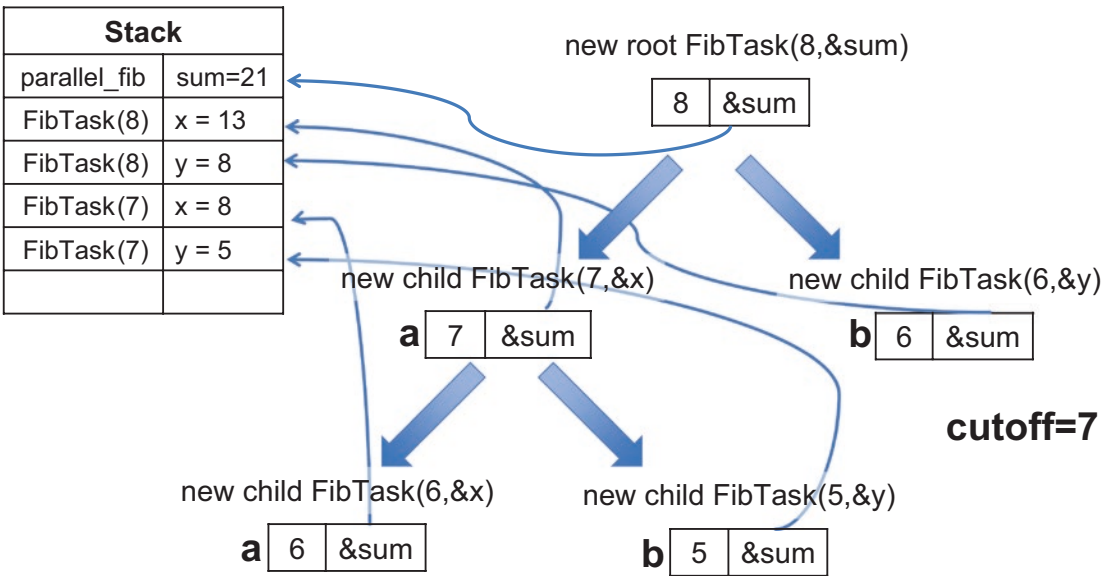 Stack
parallel_fib sum=21
FibTask(8) x = 13
FibTask(8) y = 8
FibTask(7) x = 8
FibTask(7) y = 5
new root FibTask(8,&sum)
8 &sum
new child FibTask(7,&x)
a 7 &sum
new child FibTask(6,&y)
b 6 &sum
cutoff=7
new child FibTask(6,&x)
a 6 &sum
new child FibTask(5,&y)
b 5 &sum